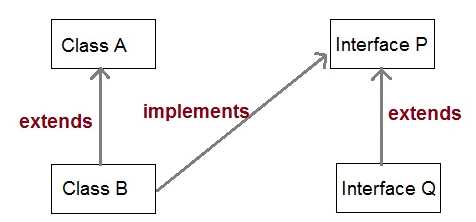 Class A
Interface P
extends
implements
extends
Class B
Interface Q